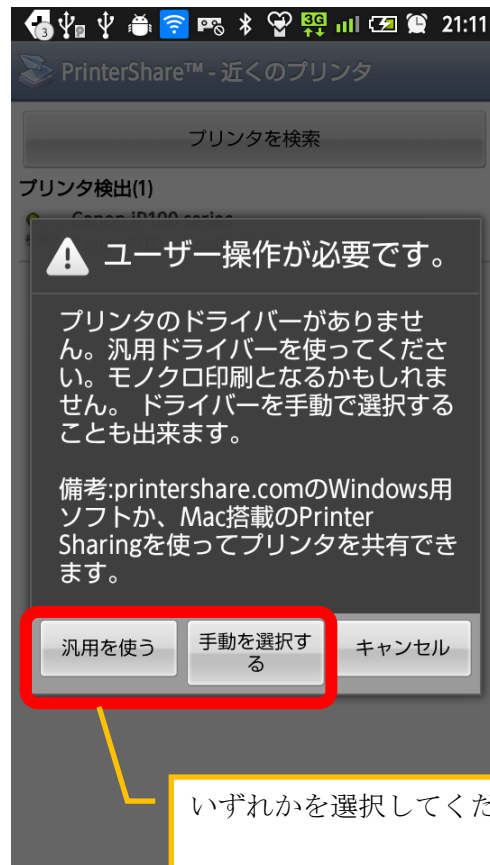 3G 21:11
PrinterShare™ - 近くのプリンタ
プリンタを検索
プリンタ検出(1)
Canon iP100 series
ユーザー操作が必要です。
プリンタのドライバーがありませ
ん。汎用ドライバーを使ってくださ
い。モノクロ印刷となるかもしれま
せん。 ドライバーを手動で選択する
ことも出来ます。
備考:printershare.comのWindows用
ソフトか、Mac搭載のPrinter
Sharingを使ってプリンタを共有でき
ます。
汎用を使う
手動を選択す
る
キャンセル
いずれかを選択してくだ